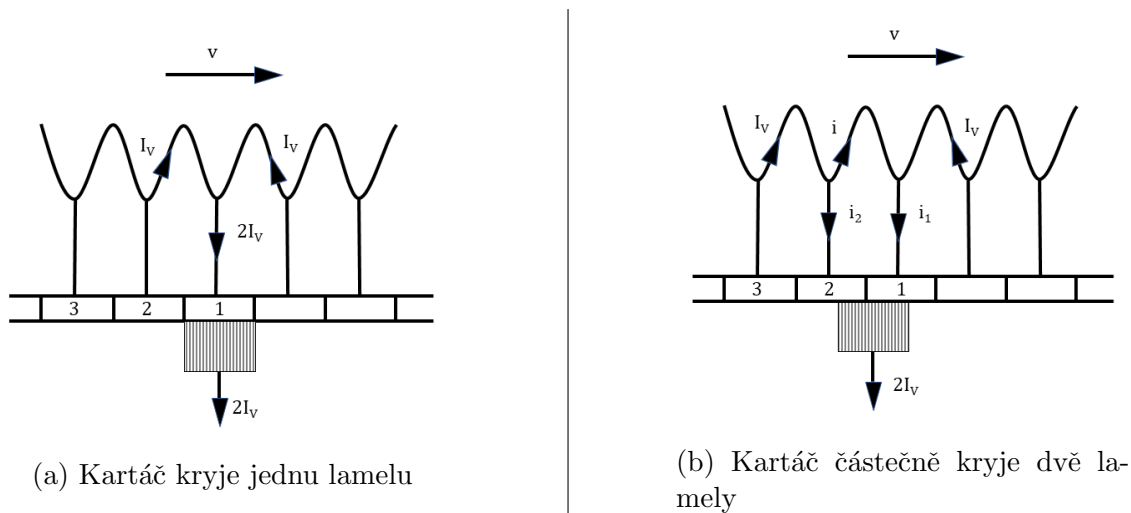 v
I_V
I_V
2I_V
3 2 1
2I_V
(a) Kartáč kryje jednu lamelu
v
I_V i I_V
i_2 i_1
3 2 1
2I_V
(b) Kartáč částečně kryje dvě la-
mely